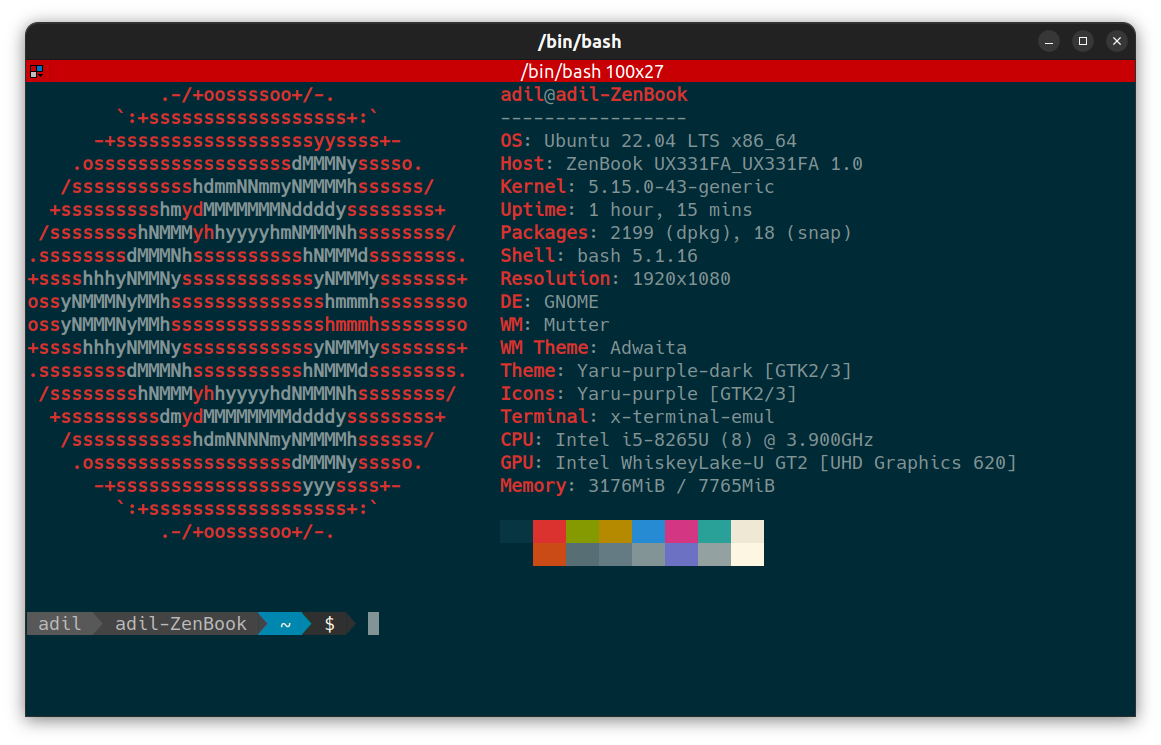 /bin/bash
/bin/bash 100x27
            .-/+oossssoo+/-.               adil@adil-ZenBook
        `:+ssssssssssssssssss+:`           -----------------
      -+ssssssssssssssssssyyssss+-         OS: Ubuntu 22.04 LTS x86_64
    .ossssssssssssssssssdMMMNysssso.       Host: ZenBook UX331FA_UX331FA 1.0
   /ssssssssssshdmmNNmmyNMMMMhssssss/      Kernel: 5.15.0-43-generic
  +ssssssssshmydMMMMMMMNddddyssssssss+     Uptime: 1 hour, 15 mins
 /sssssssshNMMMyhhyyyyhmNMMMNhssssssss/    Packages: 2199 (dpkg), 18 (snap)
.ssssssssdMMMNhsssssssssshNMMMdssssssss.   Shell: bash 5.1.16
+sssshhhyNMMNyssssssssssssyNMMMysssssss+   Resolution: 1920x1080
ossyNMMMNyMMhsssssssssssssshmmmhssssssso   DE: GNOME
ossyNMMMNyMMhsssssssssssssshmmmhssssssso   WM: Mutter
+sssshhhyNMMNyssssssssssssyNMMMysssssss+   WM Theme: Adwaita
.ssssssssdMMMNhsssssssssshNMMMdssssssss.   Theme: Yaru-purple-dark [GTK2/3]
 /sssssssshNMMMyhhyyyyhdNMMMNhssssssss/    Icons: Yaru-purple [GTK2/3]
  +sssssssssdmydMMMMMMMMddddyssssssss+     Terminal: x-terminal-emul
   /ssssssssssshdmNNNNmyNMMMMhssssss/      CPU: Intel i5-8265U (8) @ 3.900GHz
    .ossssssssssssssssssdMMMNysssso.       GPU: Intel WhiskeyLake-U GT2 [UHD Graphics 620]
      -+sssssssssssssssssyyyssss+-         Memory: 3176MiB / 7765MiB
        `:+ssssssssssssssssss+:`
            .-/+oossssoo+/-.
adil adil-ZenBook ~ $